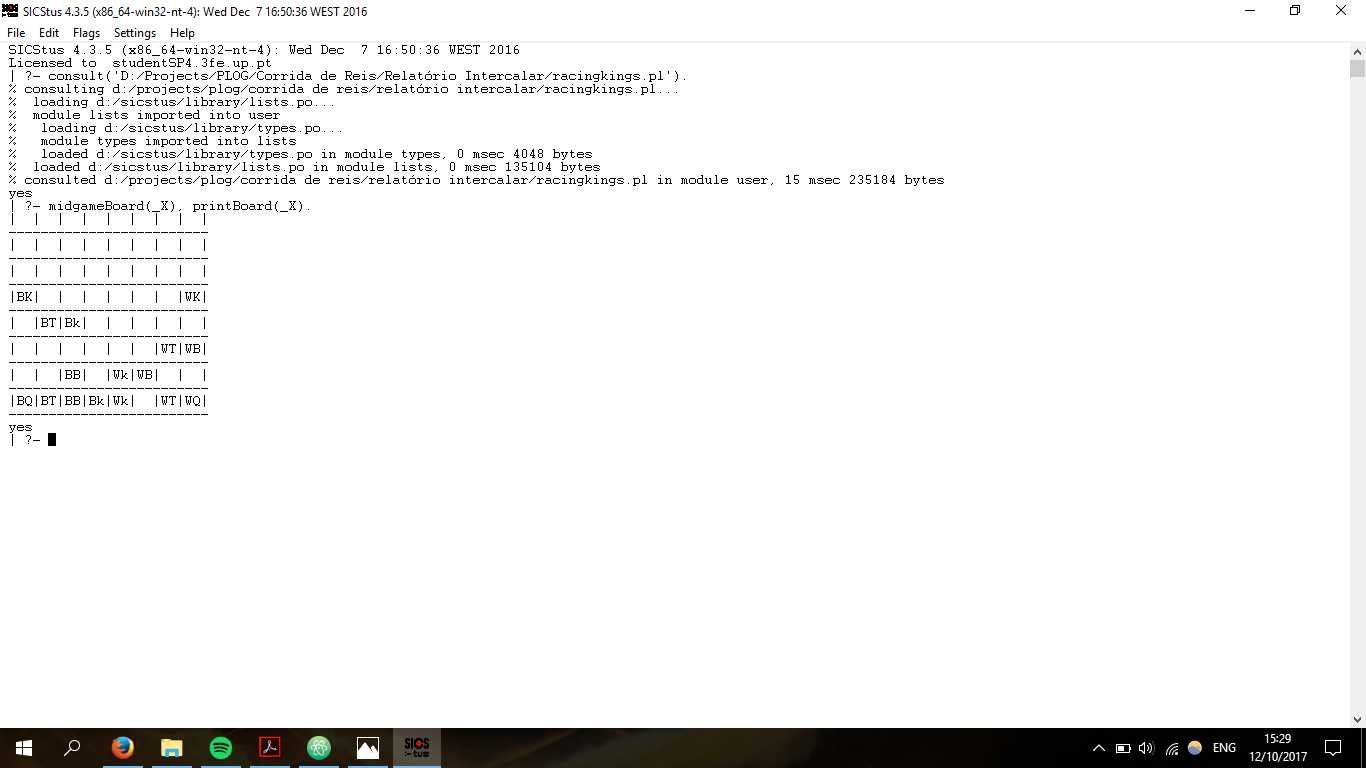 SICStus 4.3.5 (x86_64-win32-nt-4): Wed Dec  7 16:50:36 WEST 2016
File Edit Flags Settings Help
SICStus 4.3.5 (x86_64-win32-nt-4): Wed Dec  7 16:50:36 WEST 2016
Licensed to  studentSP4.3fe.up.pt
| ?- consult('D:/Projects/PLOG/Corrida de Reis/Relatório Intercalar/racingkings.pl').
% consulting d:/projects/plog/corrida de reis/relatório intercalar/racingkings.pl...
%  loading d:/sicstus/library/lists.po...
%  module lists imported into user
%   loading d:/sicstus/library/types.po...
%   module types imported into lists
%   loaded d:/sicstus/library/types.po in module types, 0 msec 4048 bytes
%  loaded d:/sicstus/library/lists.po in module lists, 0 msec 135104 bytes
% consulted d:/projects/plog/corrida de reis/relatório intercalar/racingkings.pl in module user, 15 msec 235184 bytes
yes
| ?- midgameBoard(_X), printBoard(_X).
|  |  |  |  |  |  |  |  |
-------------------------
|  |  |  |  |  |  |  |  |
-------------------------
|  |  |  |  |  |  |  |  |
-------------------------
|BK|  |  |  |  |  |  |WK|
-------------------------
|  |BT|Bk|  |  |  |  |  |
-------------------------
|  |  |  |  |  |  |WT|WB|
-------------------------
|  |  |BB|  |Wk|WB|  |  |
-------------------------
|BQ|BT|BB|Bk|Wk|  |WT|WQ|
-------------------------
yes
| ?-
SICS
:-tus
ENG
15:29
12/10/2017